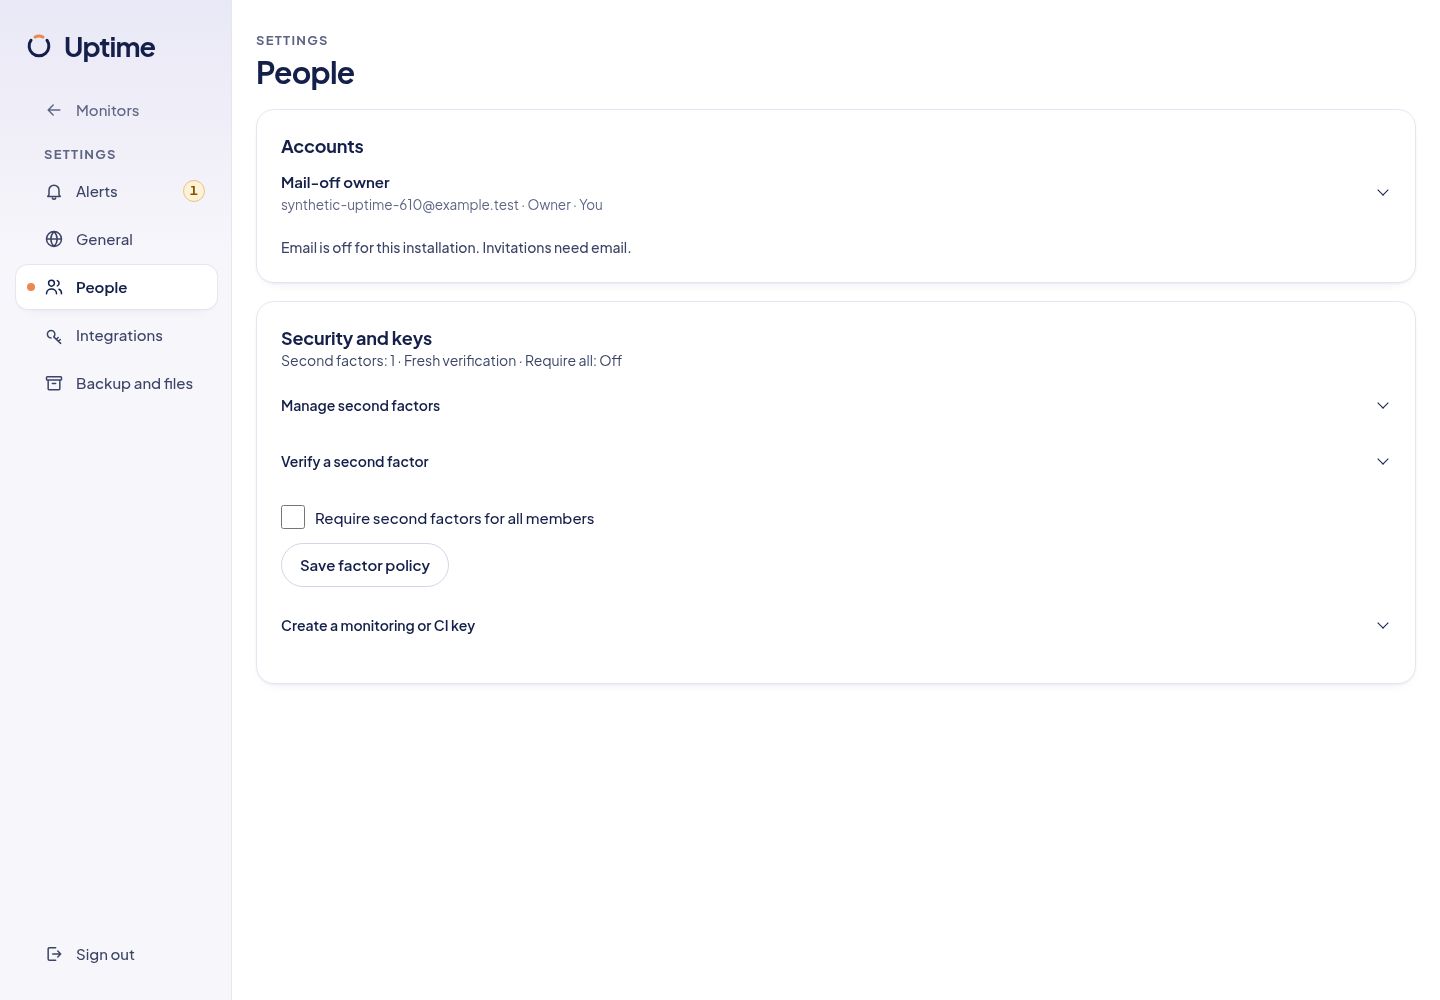 Uptime
Monitors
SETTINGS
Alerts 1
General
People
Integrations
Backup and files
Sign out
SETTINGS
People
Accounts
Mail-off owner
synthetic-uptime-610@example.test · Owner · You
Email is off for this installation. Invitations need email.
Security and keys
Second factors: 1 · Fresh verification · Require all: Off
Manage second factors
Verify a second factor
Require second factors for all members
Save factor policy
Create a monitoring or CI key